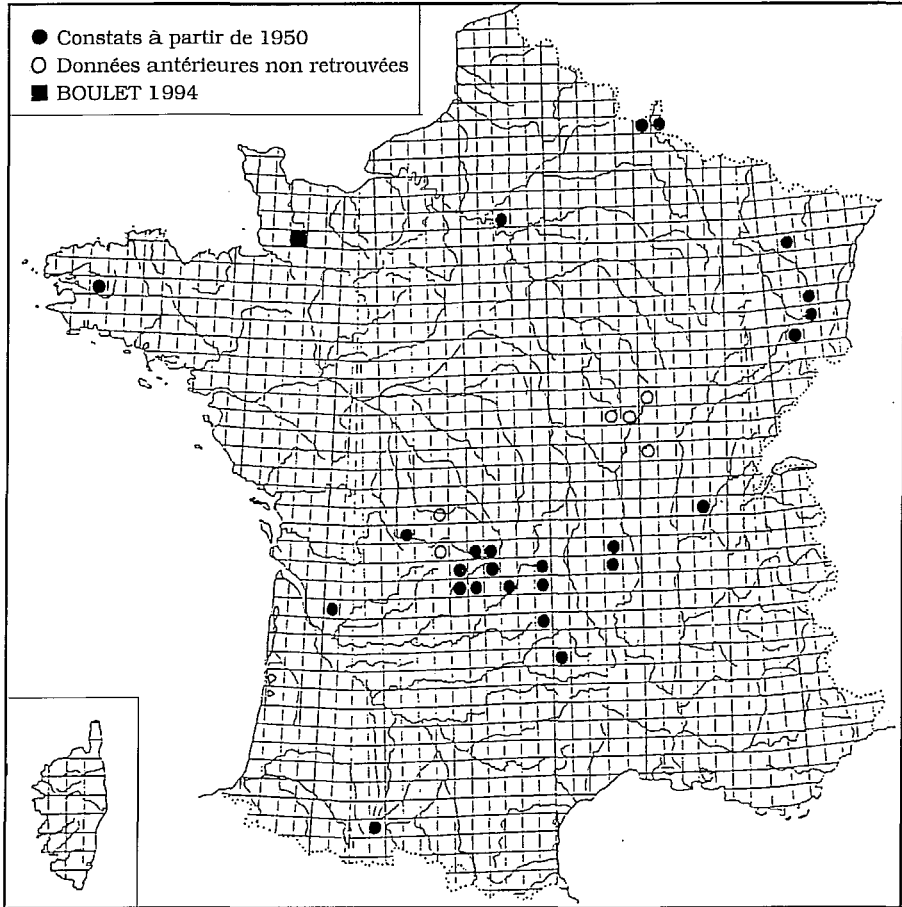 Constats à partir de 1950
Données antérieures non retrouvées
BOULET 1994